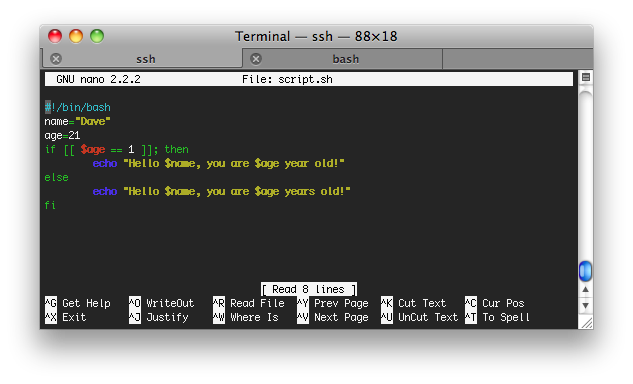 Terminal — ssh — 88×18
ssh bash
GNU nano 2.2.2 File: script.sh
#!/bin/bash
name="Dave"
age=21
if [[ $age == 1 ]]; then
echo "Hello $name, you are $age year old!"
else
echo "Hello $name, you are $age years old!"
fi
[ Read 8 lines ]
^G Get Help ^O WriteOut ^R Read File ^Y Prev Page ^K Cut Text ^C Cur Pos
^X Exit ^J Justify ^W Where Is ^V Next Page ^U UnCut Text ^T To Spell